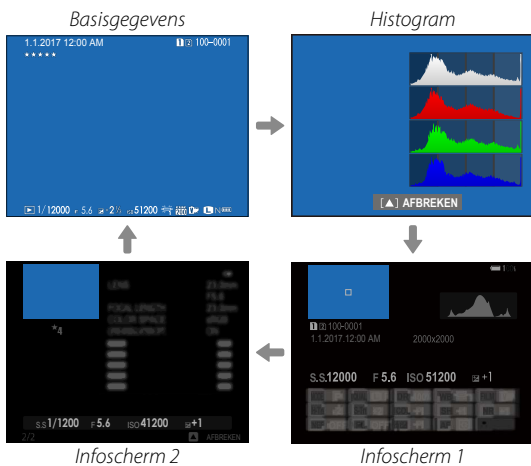 Basisgegevens
Histogram
1.1.2017 12:00 AM
100-0001
1/12000 F 5.6 -2⅓ ISO 51200
L N
[▲] AFBREKEN
LENS 23.0mm
F5.6
FOCAL LENGTH 23.0mm
COLOR SPACE sRGB
ON
*4
S.S 1/1200 F 5.6 ISO 41200 +1
2/2
AFBREKEN
100-0001
1.1.2017.12:00 AM 2000x2000
S.S.12000 F 5.6 ISO 51200 +1
Infoscherm 2
Infoscherm 1